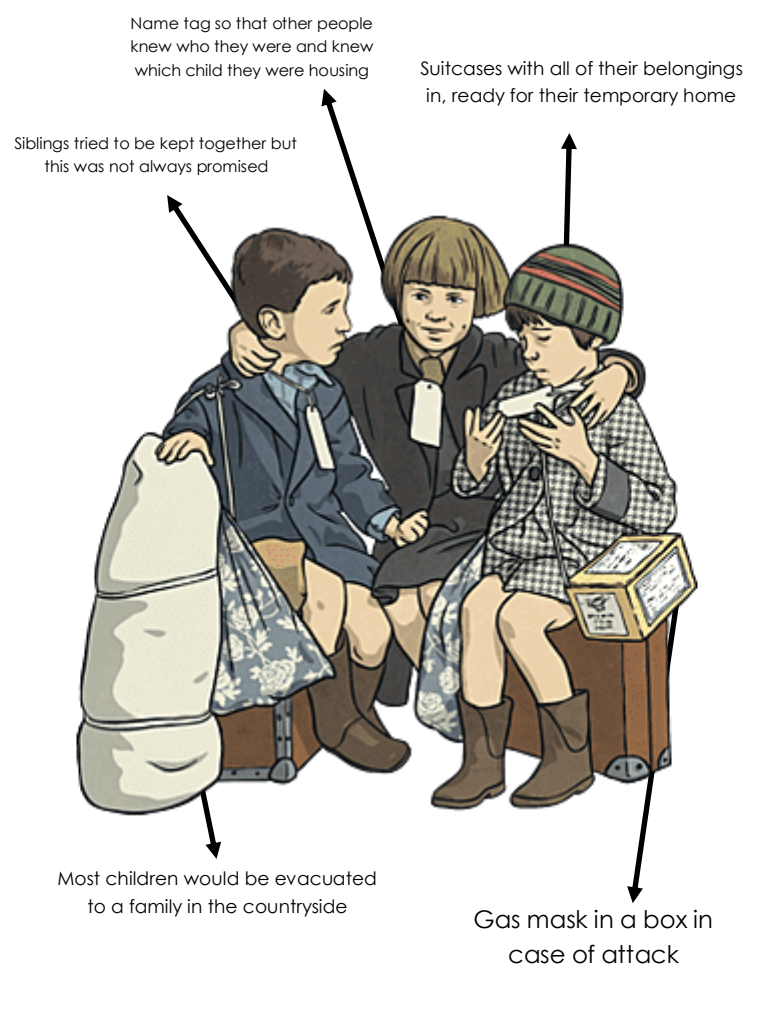 Name tag so that other people
knew who they were and knew
which child they were housing
Suitcases with all of their belongings
in, ready for their temporary home
Siblings tried to be kept together but
this was not always promised
Most children would be evacuated
to a family in the countryside
Gas mask in a box in
case of attack